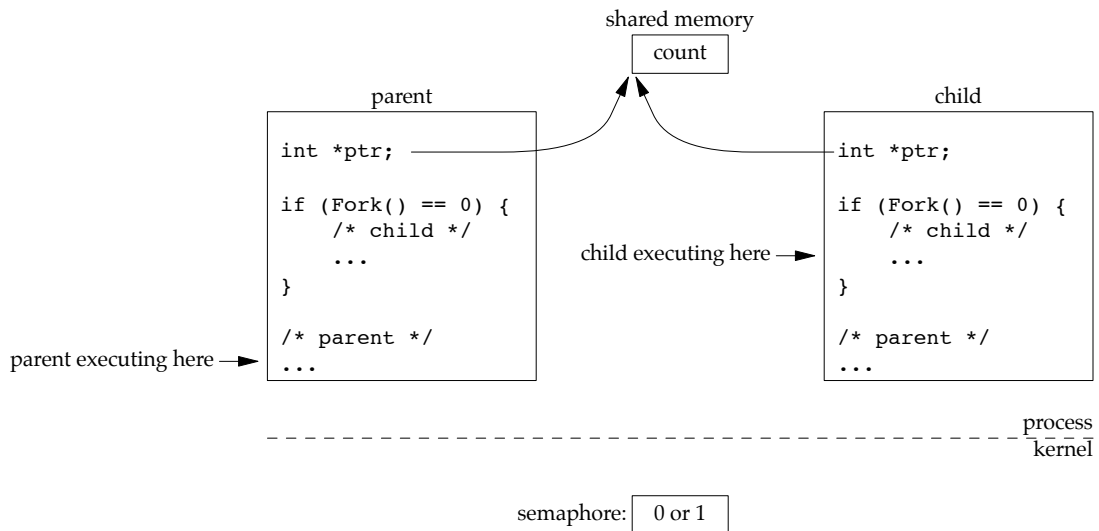 shared memory
count
parent
int *ptr;
if (Fork() == 0) {
/* child */
...
}
/* parent */
...
parent executing here
child
int *ptr;
if (Fork() == 0) {
/* child */
...
}
/* parent */
...
child executing here
process
kernel
semaphore: 0 or 1